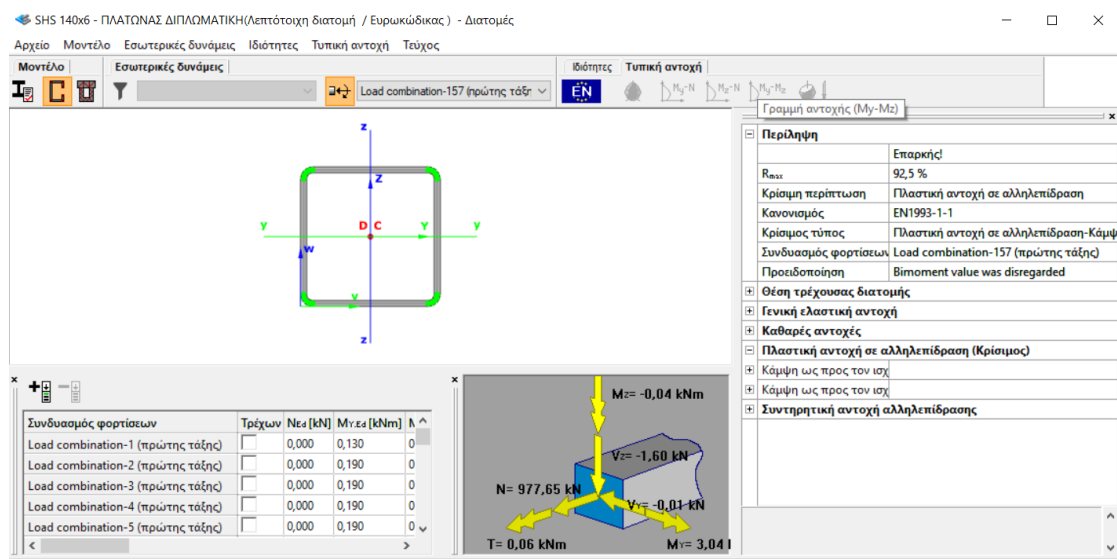 SHS 140x6 - ΠΛΑΤΩΝΑΣ ΔΙΠΛΩΜΑΤΙΚΗ(Λεπτότοιχη διατομή / Ευρωκώδικας ) - Διατομές
Αρχείο Μοντέλο Εσωτερικές δυνάμεις Ιδιότητες Τυπική αντοχή Τεύχος
Μοντέλο Εσωτερικές δυνάμεις Ιδιότητες Τυπική αντοχή
Load combination-157 (πρώτης τάξη EN My-N Mz-N My-Mz
Γραμμή αντοχής (My-Mz)
Περίληψη
Επαρκής!
Rmax 92,5 %
Κρίσιμη περίπτωση Πλαστική αντοχή σε αλληλεπίδραση
Κανονισμός EN1993-1-1
Κρίσιμος τύπος Πλαστική αντοχή σε αλληλεπίδραση-Κάμψ
Συνδυασμός φορτίσεων Load combination-157 (πρώτης τάξης)
Προειδοποίηση Bimoment value was disregarded
Θέση τρέχουσας διατομής
Γενική ελαστική αντοχή
Καθαρές αντοχές
Πλαστική αντοχή σε αλληλεπίδραση (Κρίσιμος)
Κάμψη ως προς τον ισχ
Κάμψη ως προς τον ισχ
Συντηρητική αντοχή αλληλεπίδρασης
z
Z
y D C Y y
w
v
z
Συνδυασμός φορτίσεων Τρέχων NEd [kN] MY.Ed [kNm]
Load combination-1 (πρώτης τάξης) 0,000 0,130 0
Load combination-2 (πρώτης τάξης) 0,000 0,190 0
Load combination-3 (πρώτης τάξης) 0,000 0,190 0
Load combination-4 (πρώτης τάξης) 0,000 0,190 0
Load combination-5 (πρώτης τάξης) 0,000 0,190 0
Mz= -0,04 kNm
Vz= -1,60 kN
N= 977,65 kN
VY= -0,01 kN
T= 0,06 kNm
MY= 3,04